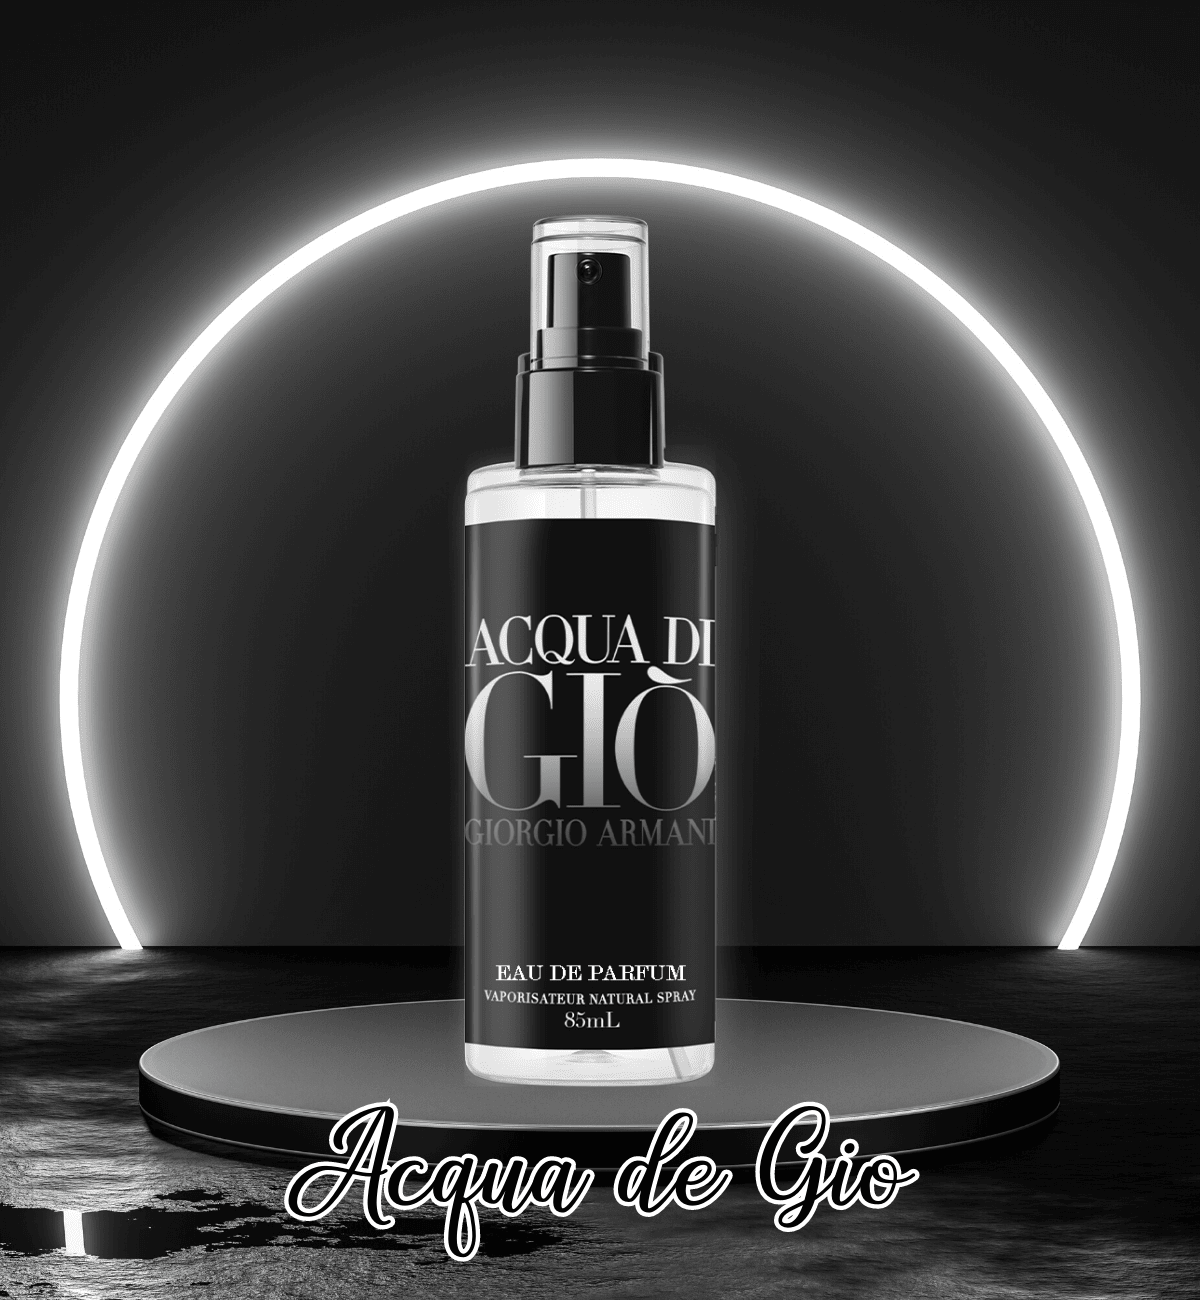 ACQUA DI
GIÒ
GIORGIO ARMANI
EAU DE PARFUM
VAPORISATEUR NATURAL SPRAY
85mL
Acqua de Gio